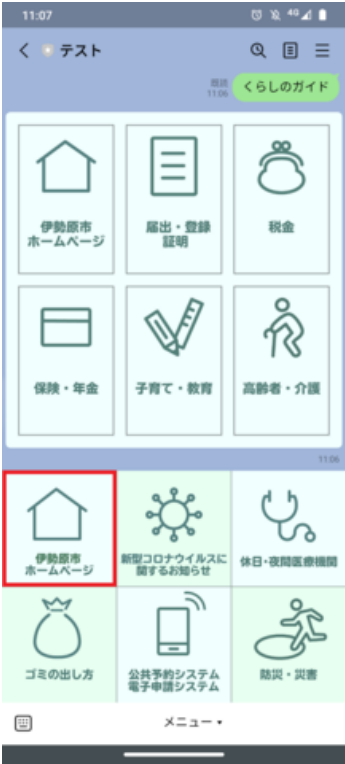 11:07
4G
テスト
既読
11:06
くらしのガイド
伊勢原市
ホームページ
届出・登録
証明
税金
保険・年金
子育て・教育
高齢者・介護
11:06
伊勢原市
ホームページ
新型コロナウイルスに
関するお知らせ
休日・夜間医療機関
ゴミの出し方
公共予約システム
電子申請システム
防災・災害
メニュー